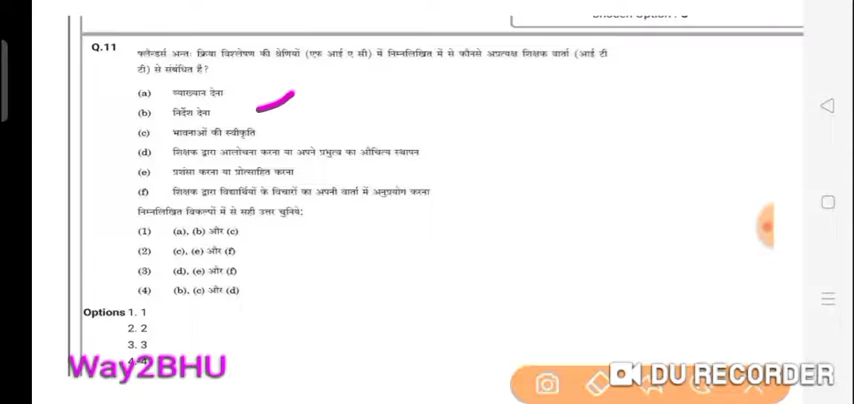 Q.11
फ्लैन्डर्स अन्तः क्रिया विश्लेषण की श्रेणियों (एफ आई ए सी) में निम्नलिखित में से कौनसे अप्रत्यक्ष शिक्षक वार्ता (आई टी
टी) से संबंधित हैं?
(a) व्याख्यान देना
(b) निर्देश देना
(c) भावनाओं की स्वीकृति
(d) शिक्षक द्वारा आलोचना करना या अपने प्रभुत्व का औचित्य स्थापन
(e) प्रशंसा करना या प्रोत्साहित करना
(f) शिक्षक द्वारा विद्यार्थियों के विचारों का अपनी वार्ता में अनुप्रयोग करना
निम्नलिखित विकल्पों में से सही उत्तर चुनिये:
(1) (a), (b) और (c)
(2) (c), (e) और (f)
(3) (d), (e) और (f)
(4) (b), (c) और (d)
Options 1. 1
2. 2
3. 3
4. 4
Way2BHU
DU RECORDER